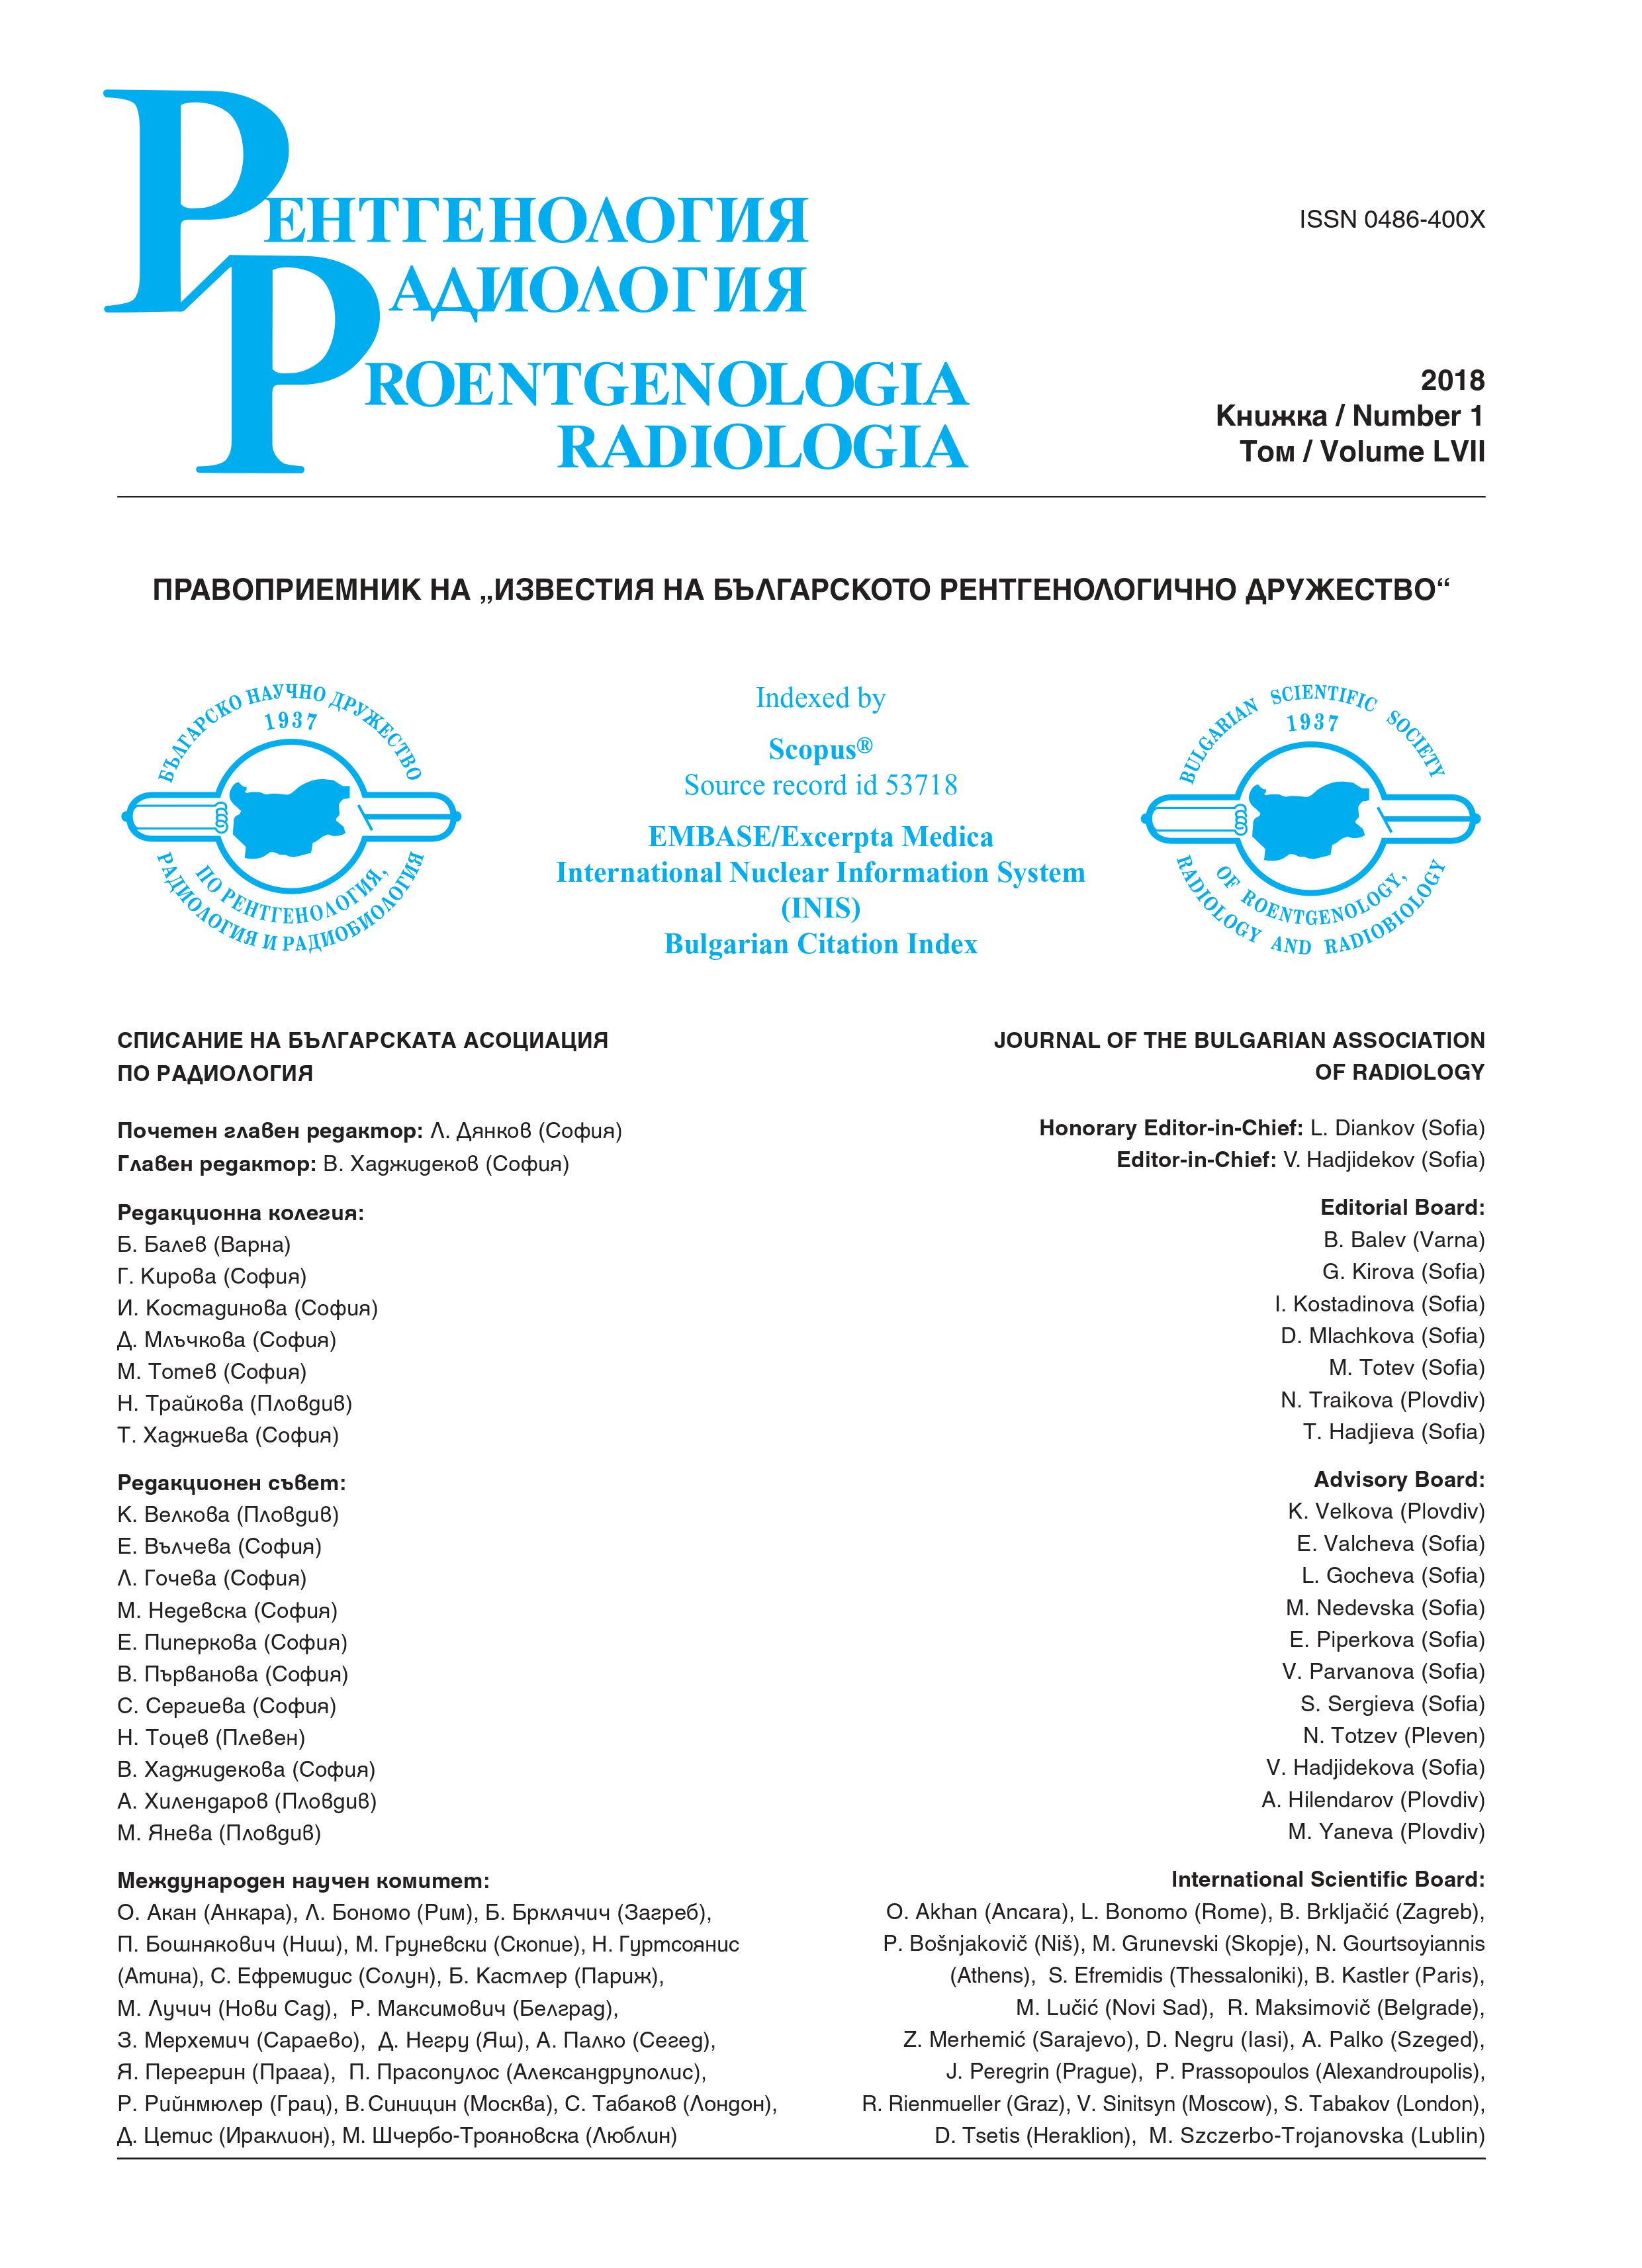 РЕНТГЕНОЛОГИЯ
РАДИОЛОГИЯ
ROENTGENOLOGIA
RADIOLOGIA
ISSN 0486-400X
2018
Книжка / Number 1
Том / Volume LVII
ПРАВОПРИЕМНИК НА „ИЗВЕСТИЯ НА БЪЛГАРСКОТО РЕНТГЕНОЛОГИЧНО ДРУЖЕСТВО“
БЪЛГАРСКО НАУЧНО ДРУЖЕСТВО
1937
ПО РЕНТГЕНОЛОГИЯ,
РАДИОЛОГИЯ И РАДИОБИОЛОГИЯ
Indexed by
Scopus®
Source record id 53718
EMBASE/Excerpta Medica
International Nuclear Information System
(INIS)
Bulgarian Citation Index
BULGARIAN SCIENTIFIC SOCIETY
1937
OF ROENTGENOLOGY,
RADIOLOGY AND RADIOBIOLOGY
СПИСАНИЕ НА БЪЛГАРСКАТА АСОЦИАЦИЯ
ПО РАДИОЛОГИЯ
Почетен главен редактор: Л. Дянков (София)
Главен редактор: В. Хаджидеков (София)
Редакционна колегия:
Б. Балев (Варна)
Г. Кирова (София)
И. Костадинова (София)
Д. Млъчкова (София)
М. Тотев (София)
Н. Трайкова (Пловдив)
Т. Хаджиева (София)
Редакционен съвет:
К. Велкова (Пловдив)
Е. Вълчева (София)
Л. Гочева (София)
М. Недевска (София)
Е. Пиперкова (София)
В. Първанова (София)
С. Сергиева (София)
Н. Тоцев (Плевен)
В. Хаджидекова (София)
А. Хилендаров (Пловдив)
М. Янева (Пловдив)
Международен научен комитет:
О. Акан (Анкара), Л. Бономо (Рим), Б. Бърклячич (Загреб),
П. Бошнякович (Ниш), М. Груневски (Скопие), Н. Гуртсоянис
(Атина), С. Ефремидис (Солун), Б. Кастлер (Париж),
М. Лучич (Нови Сад), Р. Максимович (Белград),
З. Мерхемич (Сараево), Д. Негру (Яш), А. Палко (Сегед),
Я. Перегрин (Прага), П. Прасопулос (Александруполис),
Р. Рийнмюлер (Грац), В. Синицин (Москва), С. Табаков (Лондон),
Д. Цетис (Ираклион), М. Шчербо-Трояновска (Люблин)
JOURNAL OF THE BULGARIAN ASSOCIATION
OF RADIOLOGY
Honorary Editor-in-Chief: L. Diankov (Sofia)
Editor-in-Chief: V. Hadjidekov (Sofia)
Editorial Board:
B. Balev (Varna)
G. Kirova (Sofia)
I. Kostadinova (Sofia)
D. Mlachkova (Sofia)
M. Totev (Sofia)
N. Traikova (Plovdiv)
T. Hadjieva (Sofia)
Advisory Board:
K. Velkova (Plovdiv)
E. Valcheva (Sofia)
L. Gocheva (Sofia)
M. Nedevska (Sofia)
E. Piperkova (Sofia)
V. Parvanova (Sofia)
S. Sergieva (Sofia)
N. Totzev (Pleven)
V. Hadjidekova (Sofia)
A. Hilendarov (Plovdiv)
M. Yaneva (Plovdiv)
International Scientific Board:
O. Akhan (Ancara), L. Bonomo (Rome), B. Brkljačić (Zagreb),
P. Bošnjakovič (Niš), M. Grunevski (Skopje), N. Gourtsoyiannis
(Athens), S. Efremidis (Thessaloniki), B. Kastler (Paris),
M. Lučić (Novi Sad), R. Maksimovič (Belgrade),
Z. Merhemić (Sarajevo), D. Negru (Iasi), A. Palko (Szeged),
J. Peregrin (Prague), P. Prassopoulos (Alexandroupolis),
R. Rienmueller (Graz), V. Sinitsyn (Moscow), S. Tabakov (London),
D. Tsetis (Heraklion), M. Szczerbo-Trojanovska (Lublin)